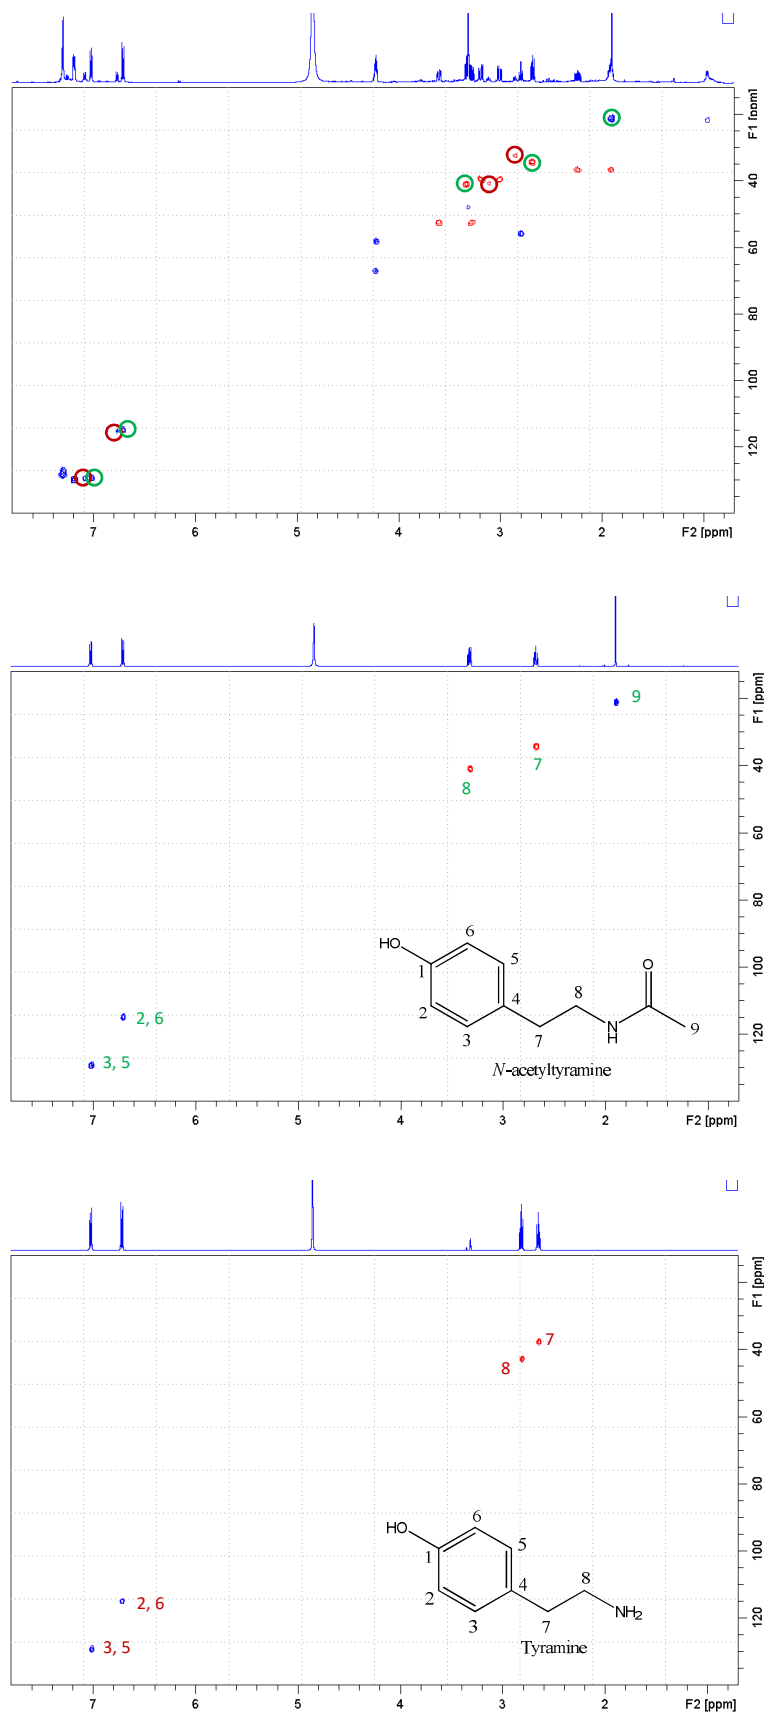 F1 [ppm]
40
60
80
100
120
7 6 5 4 3 2 F2 [ppm]
9
F1 [ppm]
7
8
40
60
80
100
120
2, 6
3, 5
HO
6
1
5
2
4
3
7
8
N
H
O
9
N-acetyltyramine
7 6 5 4 3 2 F2 [ppm]
F1 [ppm]
7
8
40
60
80
100
120
2, 6
3, 5
HO
6
1
5
2
4
3
7
8
NH2
Tyramine
7 6 5 4 3 2 F2 [ppm]